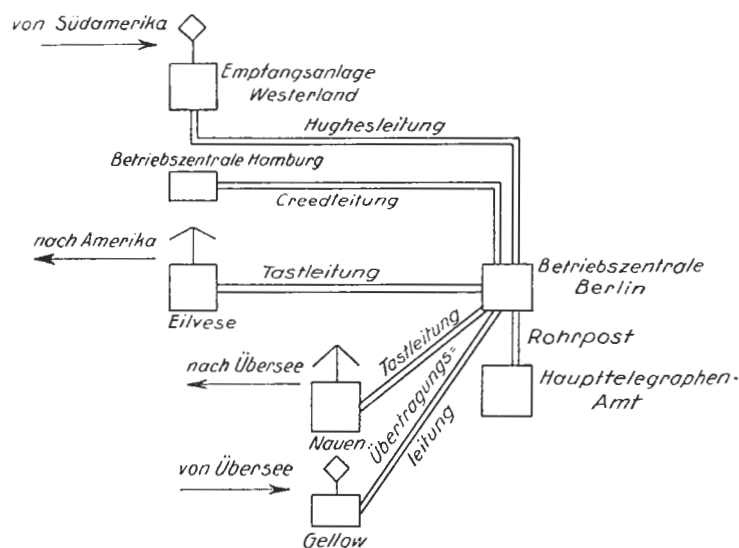 von Südamerika
Empfangsanlage
Westerland
Hughesleitung
Betriebszentrale Hamburg
Creedleitung
nach Amerika
Tastleitung
Betriebszentrale
Berlin
Eilvese
Tastleitung
Rohrpost
nach Übersee
Übertragungs=
leitung
Haupttelegraphen-
Amt
Nauen
von Übersee
Gellow